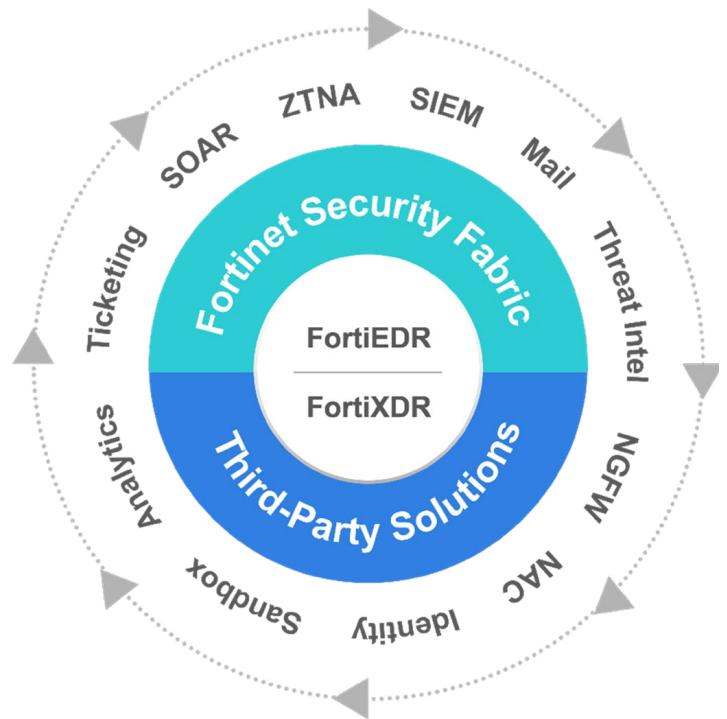 ZTNA
SIEM
Mail
Threat Intel
NGFW
NAC
Identity
Sandbox
Analytics
Ticketing
SOAR
Fortinet Security Fabric
FortiEDR
FortiXDR
Third-Party Solutions